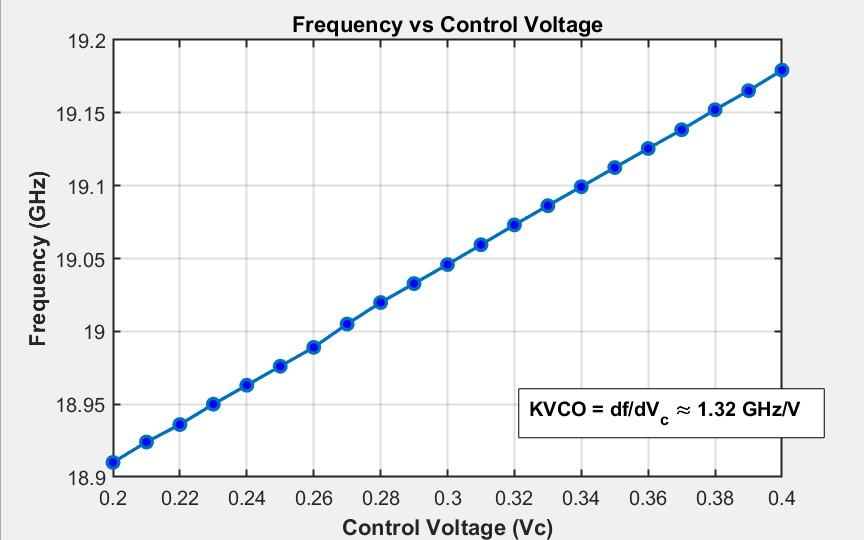 Frequency vs Control Voltage
19.2
19.15
19.1
19.05
19
18.95
18.9
Frequency (GHz)
KVCO = df/dVc ≈ 1.32 GHz/V
0.2 0.22 0.24 0.26 0.28 0.3 0.32 0.34 0.36 0.38 0.4
Control Voltage (Vc)